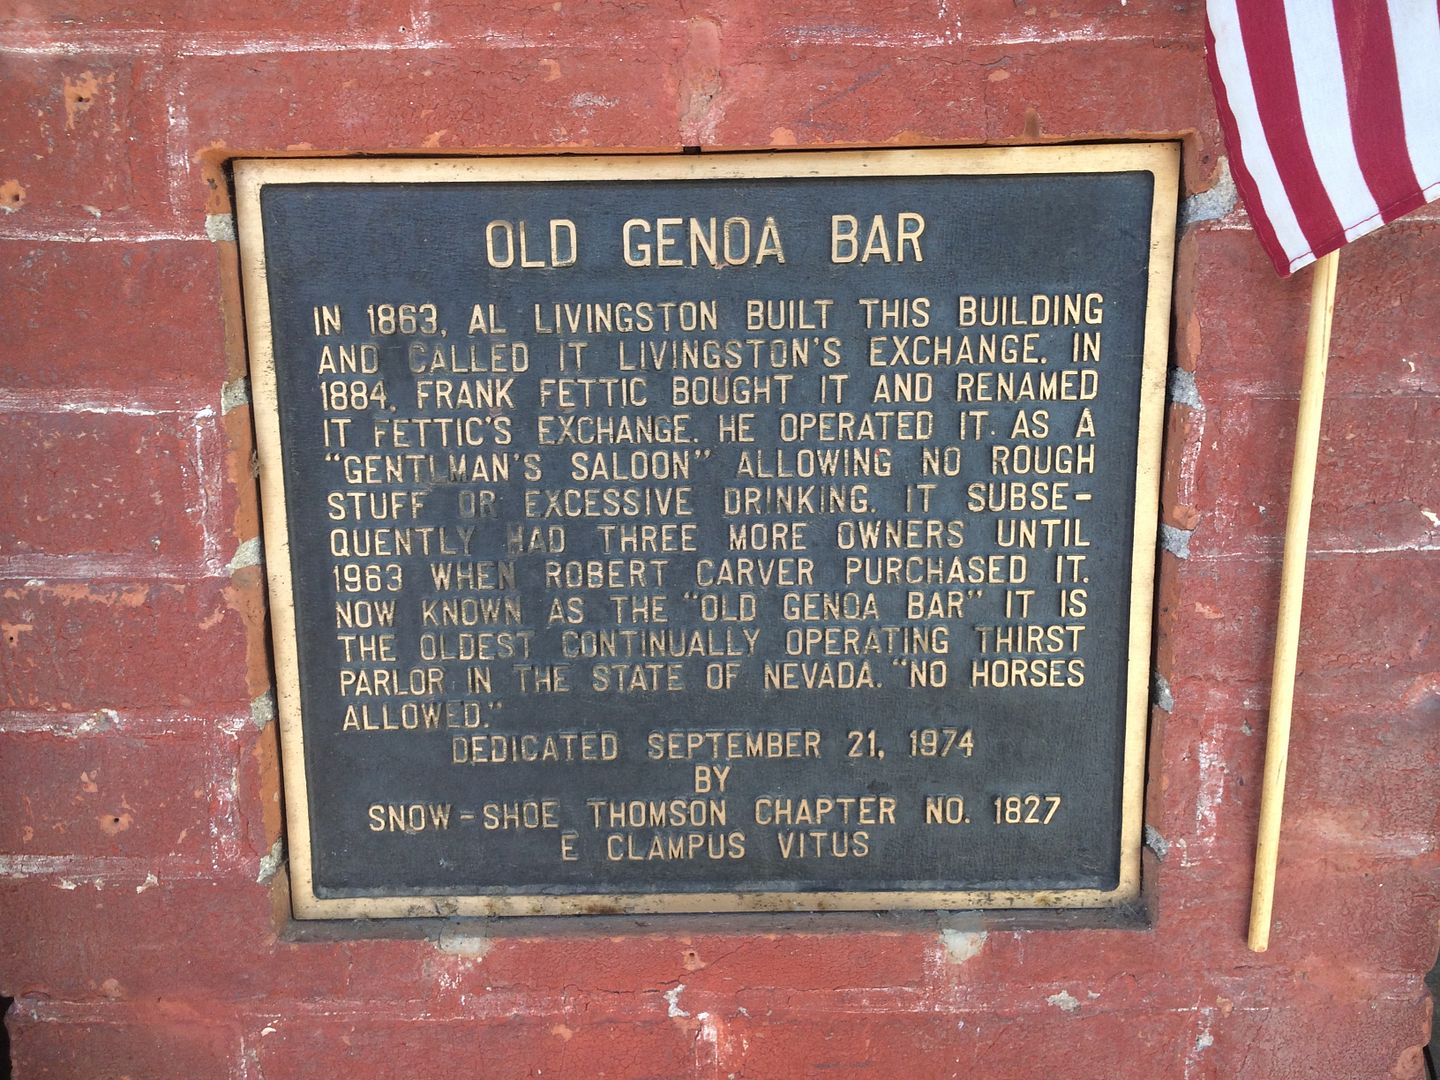 OLD GENOA BAR
IN 1863, AL LIVINGSTON BUILT THIS BUILDING
AND CALLED IT LIVINGSTON'S EXCHANGE. IN
1884, FRANK FETTIC BOUGHT IT AND RENAMED
IT FETTIC'S EXCHANGE. HE OPERATED IT AS A
"GENTLMAN'S SALOON" ALLOWING NO ROUGH
STUFF OR EXCESSIVE DRINKING. IT SUBSE-
QUENTLY HAD THREE MORE OWNERS UNTIL
1963 WHEN ROBERT CARVER PURCHASED IT.
NOW KNOWN AS THE "OLD GENOA BAR" IT IS
THE OLDEST CONTINUALLY OPERATING THIRST
PARLOR IN THE STATE OF NEVADA. "NO HORSES
ALLOWED."
DEDICATED SEPTEMBER 21, 1974
BY
SNOW-SHOE THOMSON CHAPTER NO. 1827
E CLAMPUS VITUS